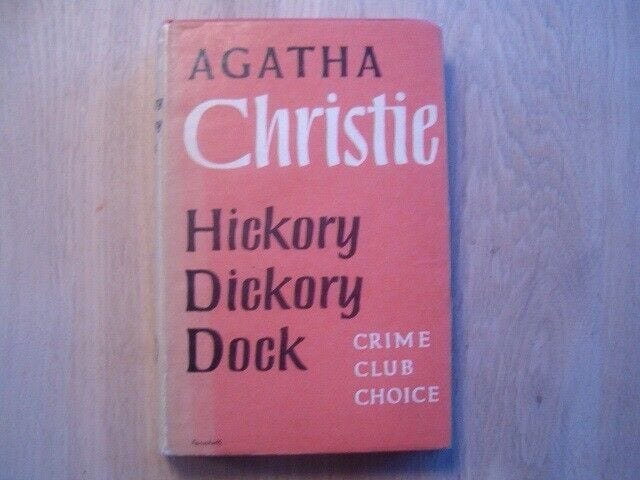 AGATHA
Christie
Hickory
Dickory
Dock
CRIME
CLUB
CHOICE